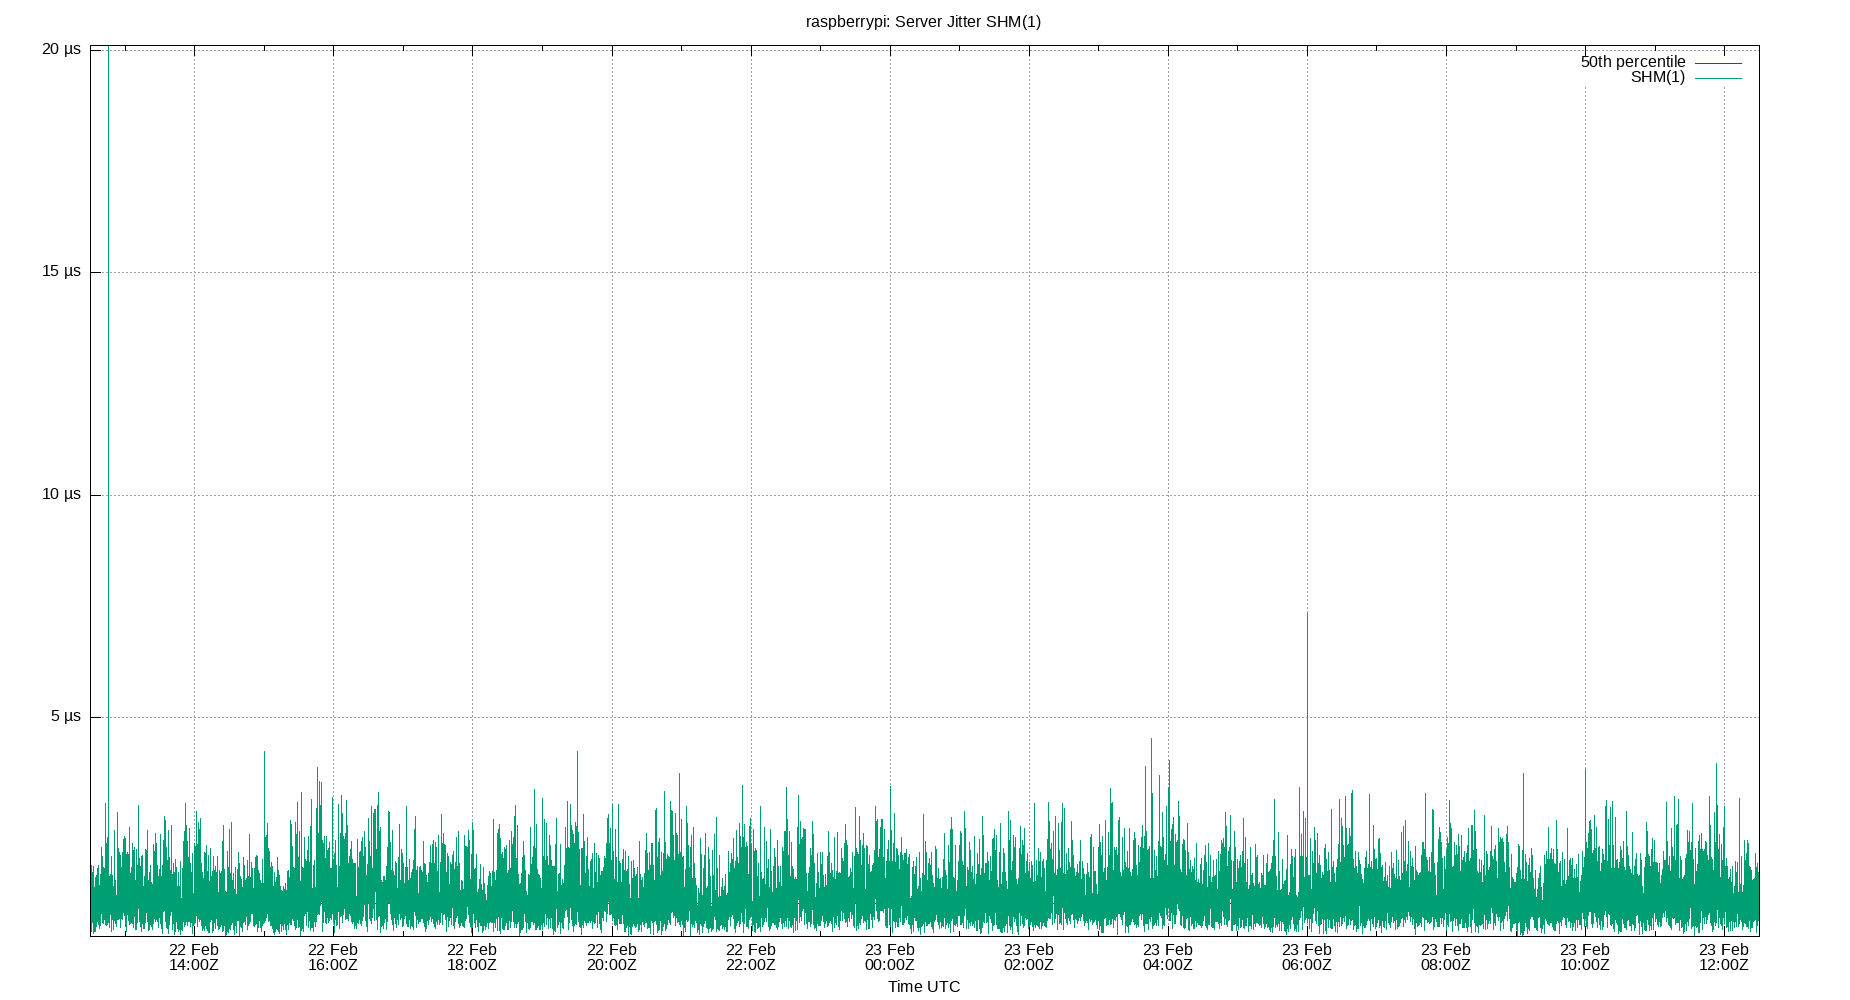 raspberrypi: Server Jitter SHM(1)
20 µs
15 µs
10 µs
5 µs
50th percentile
SHM(1)
22 Feb 22 Feb 22 Feb 22 Feb 22 Feb 23 Feb 23 Feb 23 Feb 23 Feb 23 Feb 23 Feb 23 Feb
14:00Z 16:00Z 18:00Z 20:00Z 22:00Z 00:00Z 02:00Z 04:00Z 06:00Z 08:00Z 10:00Z 12:00Z
Time UTC